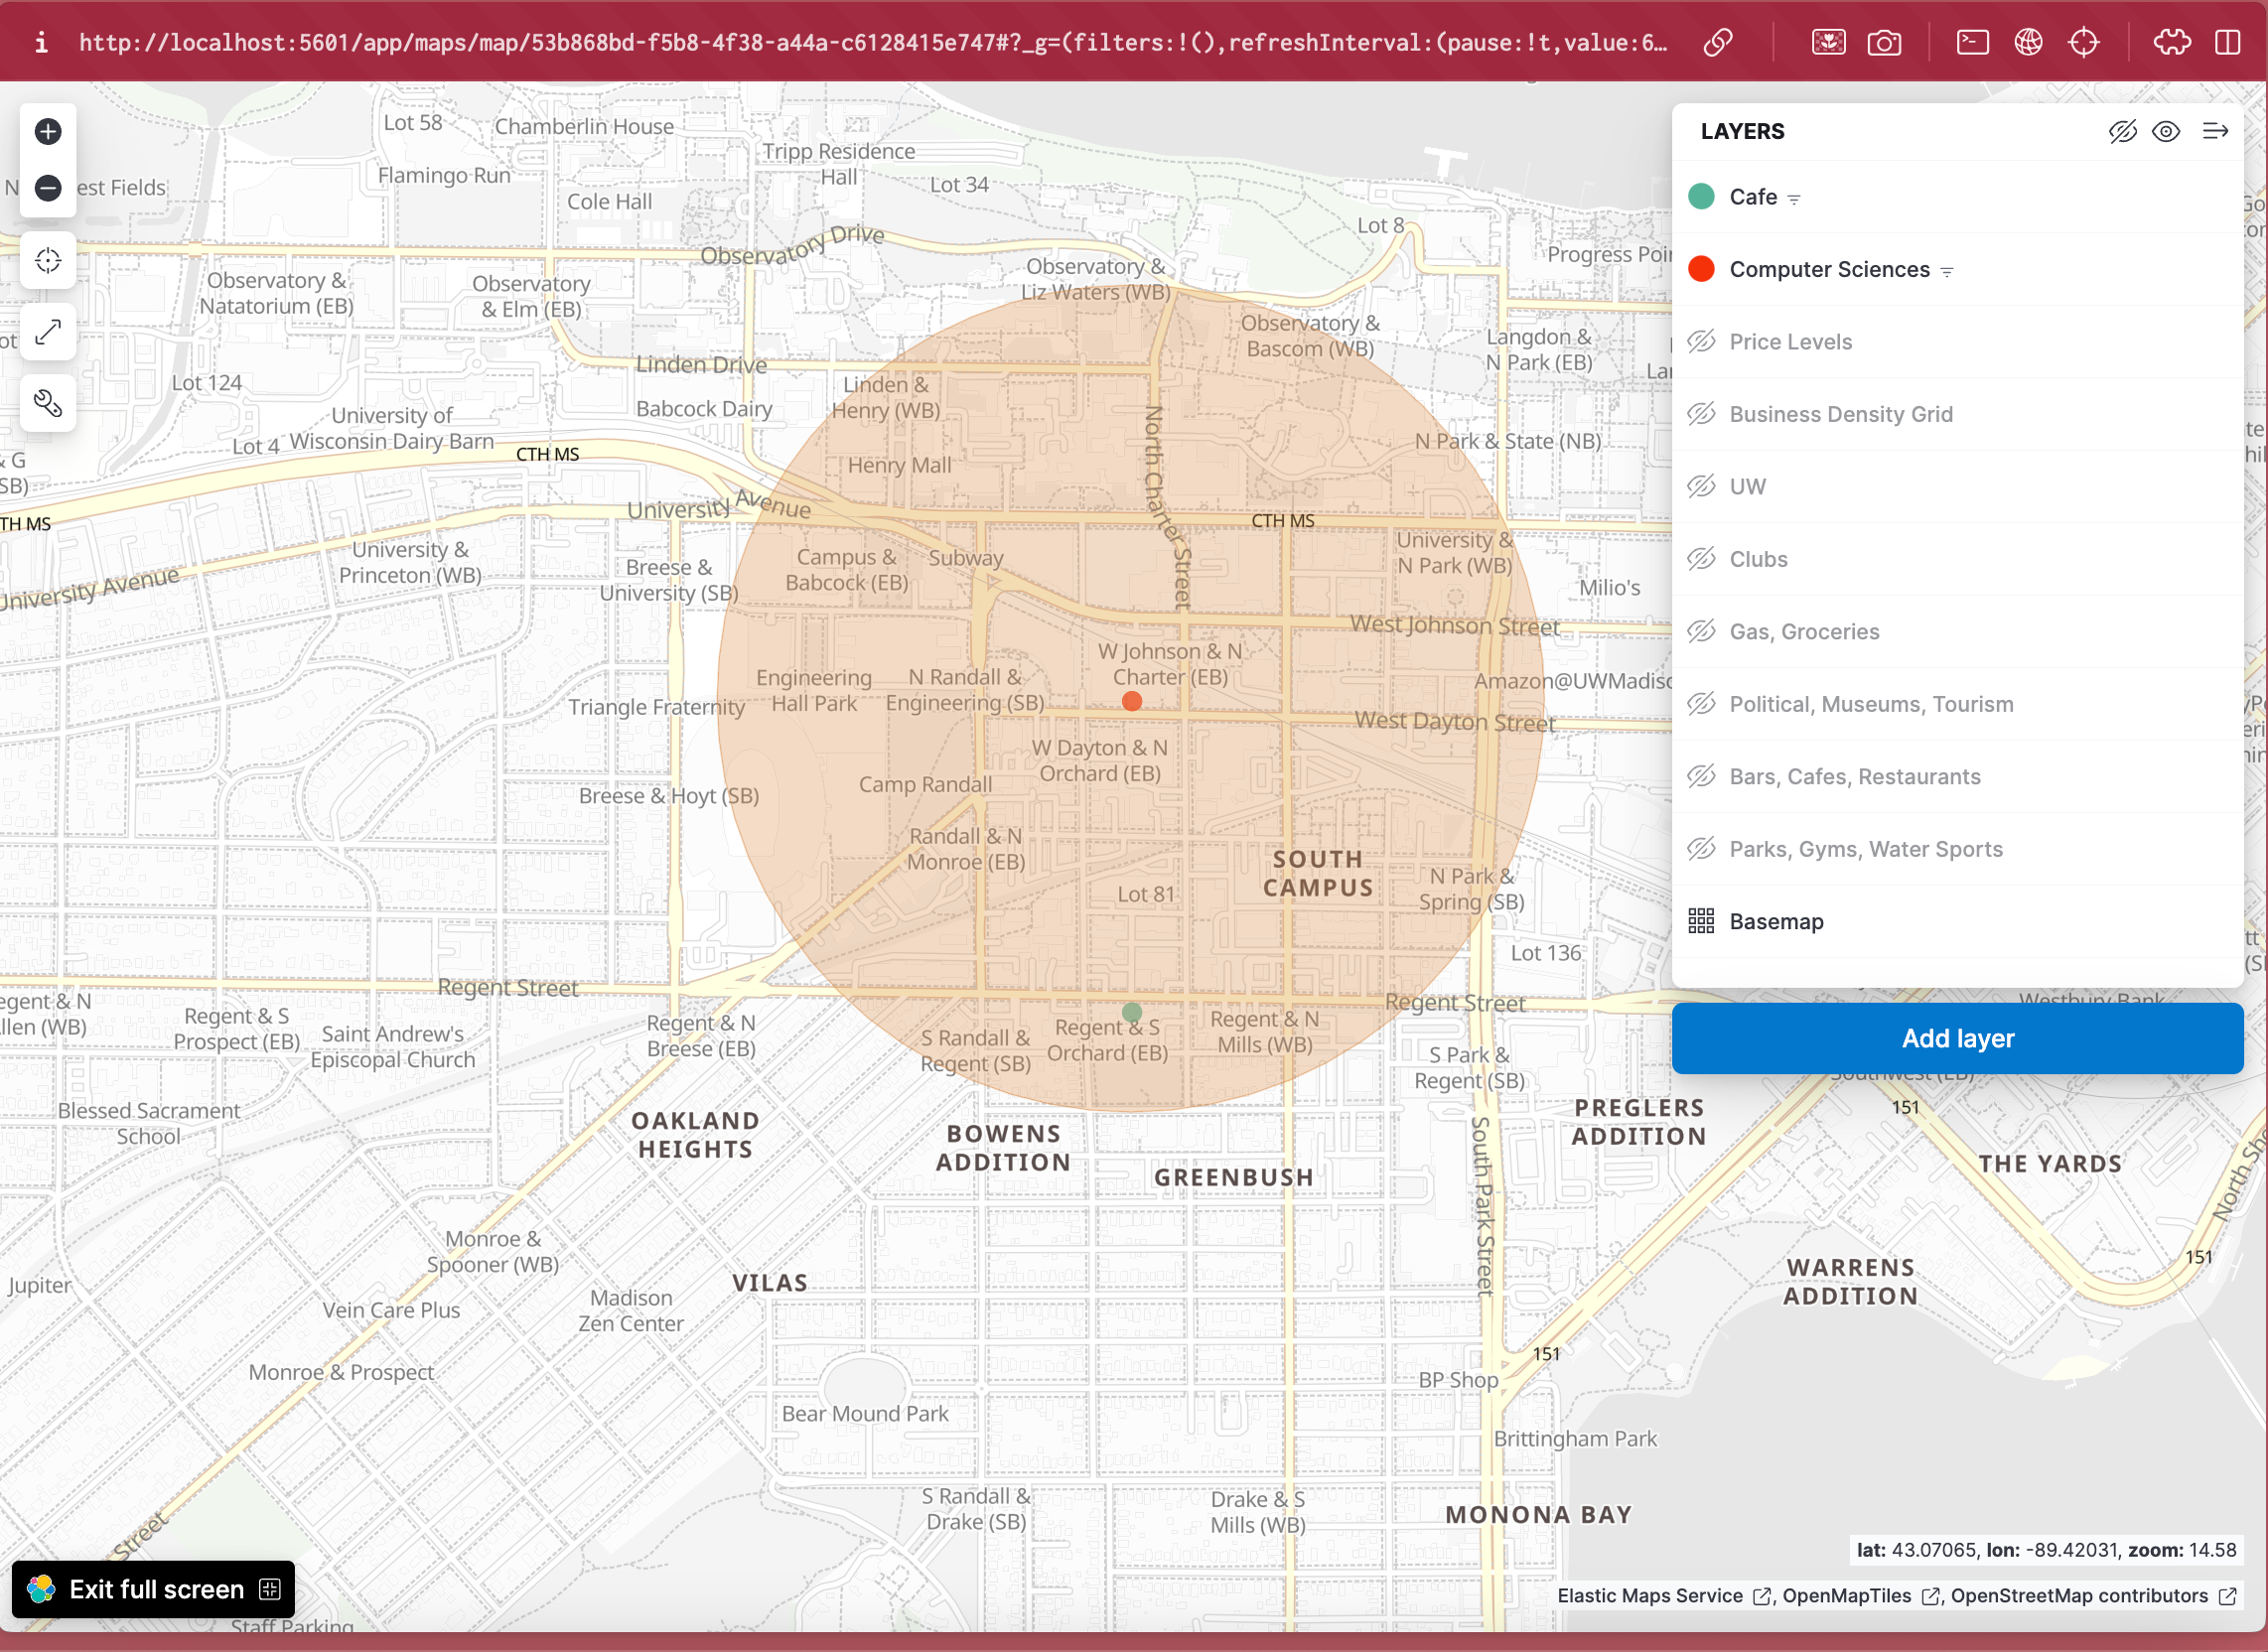 http://localhost:5601/app/maps/map/53b868bd-f5b8-4f38-a44a-c6128415e747#?_g=(filters:!(),refreshInterval:(pause:!t,value:6…
LAYERS
Cafe
Computer Sciences
Price Levels
Business Density Grid
UW
Clubs
Gas, Groceries
Political, Museums, Tourism
Bars, Cafes, Restaurants
Parks, Gyms, Water Sports
Basemap
Add layer
Lot 58
Chamberlin House
Flamingo Run
Tripp Residence
Hall
Lot 34
est Fields
Cole Hall
Lot 8
Observatory Drive
Progress Poin
Observatory &
Liz Waters (WB)
Observatory &
Natatorium (EB)
Observatory
& Elm (EB)
Observatory &
Bascom (WB)
Langdon &
N Park (EB)
Linden Drive
Lot 124
Linden &
Henry (WB)
Babcock Dairy
University of
Wisconsin Dairy Barn
Lot 4
CTH MS
N Park & State (NB)
Henry Mall
North Charter Street
& G
SB)
University Avenue
TH MS
CTH MS
University &
Princeton (WB)
Breese &
University (SB)
Campus &
Babcock (EB)
Subway
University &
N Park (WB)
University Avenue
Milio's
West Johnson Street
W Johnson & N
Charter (EB)
Engineering
Hall Park
N Randall &
Engineering (SB)
Amazon@UWMadisc
Triangle Fraternity
West Dayton Street
W Dayton & N
Orchard (EB)
Camp Randall
Breese & Hoyt (SB)
Randall & N
Monroe (EB)
SOUTH
CAMPUS
Lot 81
N Park &
Spring (SB)
Lot 136
Regent Street
Regent Street
Westbury Bank
egent & N
llen (WB)
Regent & S
Prospect (EB)
Saint Andrew's
Episcopal Church
Regent & N
Breese (EB)
S Randall &
Regent (SB)
Regent & S
Orchard (EB)
Regent & N
Mills (WB)
S Park &
Regent (SB)
Southwest (EB)
Blessed Sacrament
School
OAKLAND
HEIGHTS
BOWENS
ADDITION
GREENBUSH
PREGLERS
ADDITION
151
THE YARDS
South Park Street
North Sho
Monroe &
Spooner (WB)
151
Jupiter
VILAS
WARRENS
ADDITION
Vein Care Plus
Madison
Zen Center
151
Monroe & Prospect
BP Shop
Bear Mound Park
Brittingham Park
S Randall &
Drake (SB)
Drake & S
Mills (WB)
MONONA BAY
Street
lat: 43.07065, lon: -89.42031, zoom: 14.58
Exit full screen
Elastic Maps Service , OpenMapTiles , OpenStreetMap contributors
Staff Parking